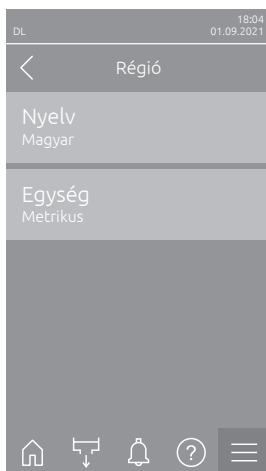 18:04
DL 01.09.2021
Régió
Nyelv
Magyar
Egység
Metrikus
?